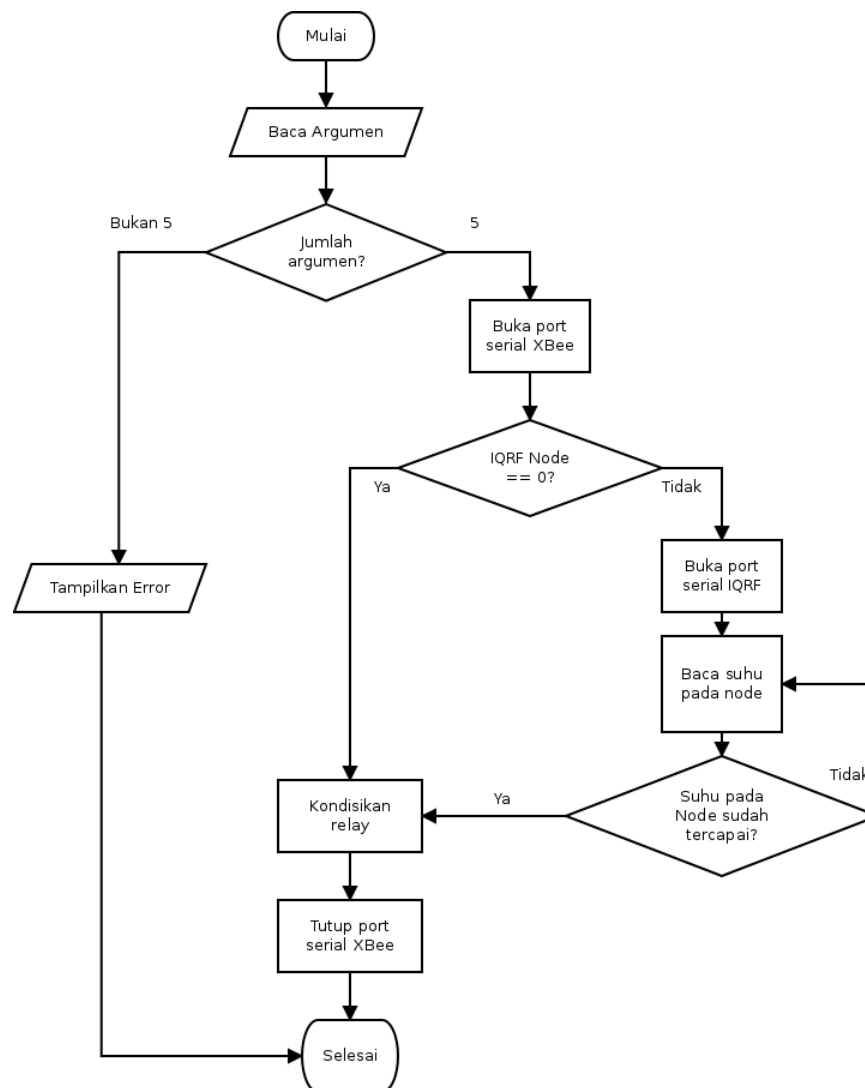 Mulai
Baca Argumen
Bukan 5
5
Jumlah
argumen?
Buka port
serial XBee
IQRF Node
== 0?
Ya
Tidak
Buka port
serial IQRF
Tampilkan Error
Baca suhu
pada node
Tidak
Ya
Suhu pada
Node sudah
tercapai?
Kondisikan
relay
Tutup port
serial XBee
Selesai